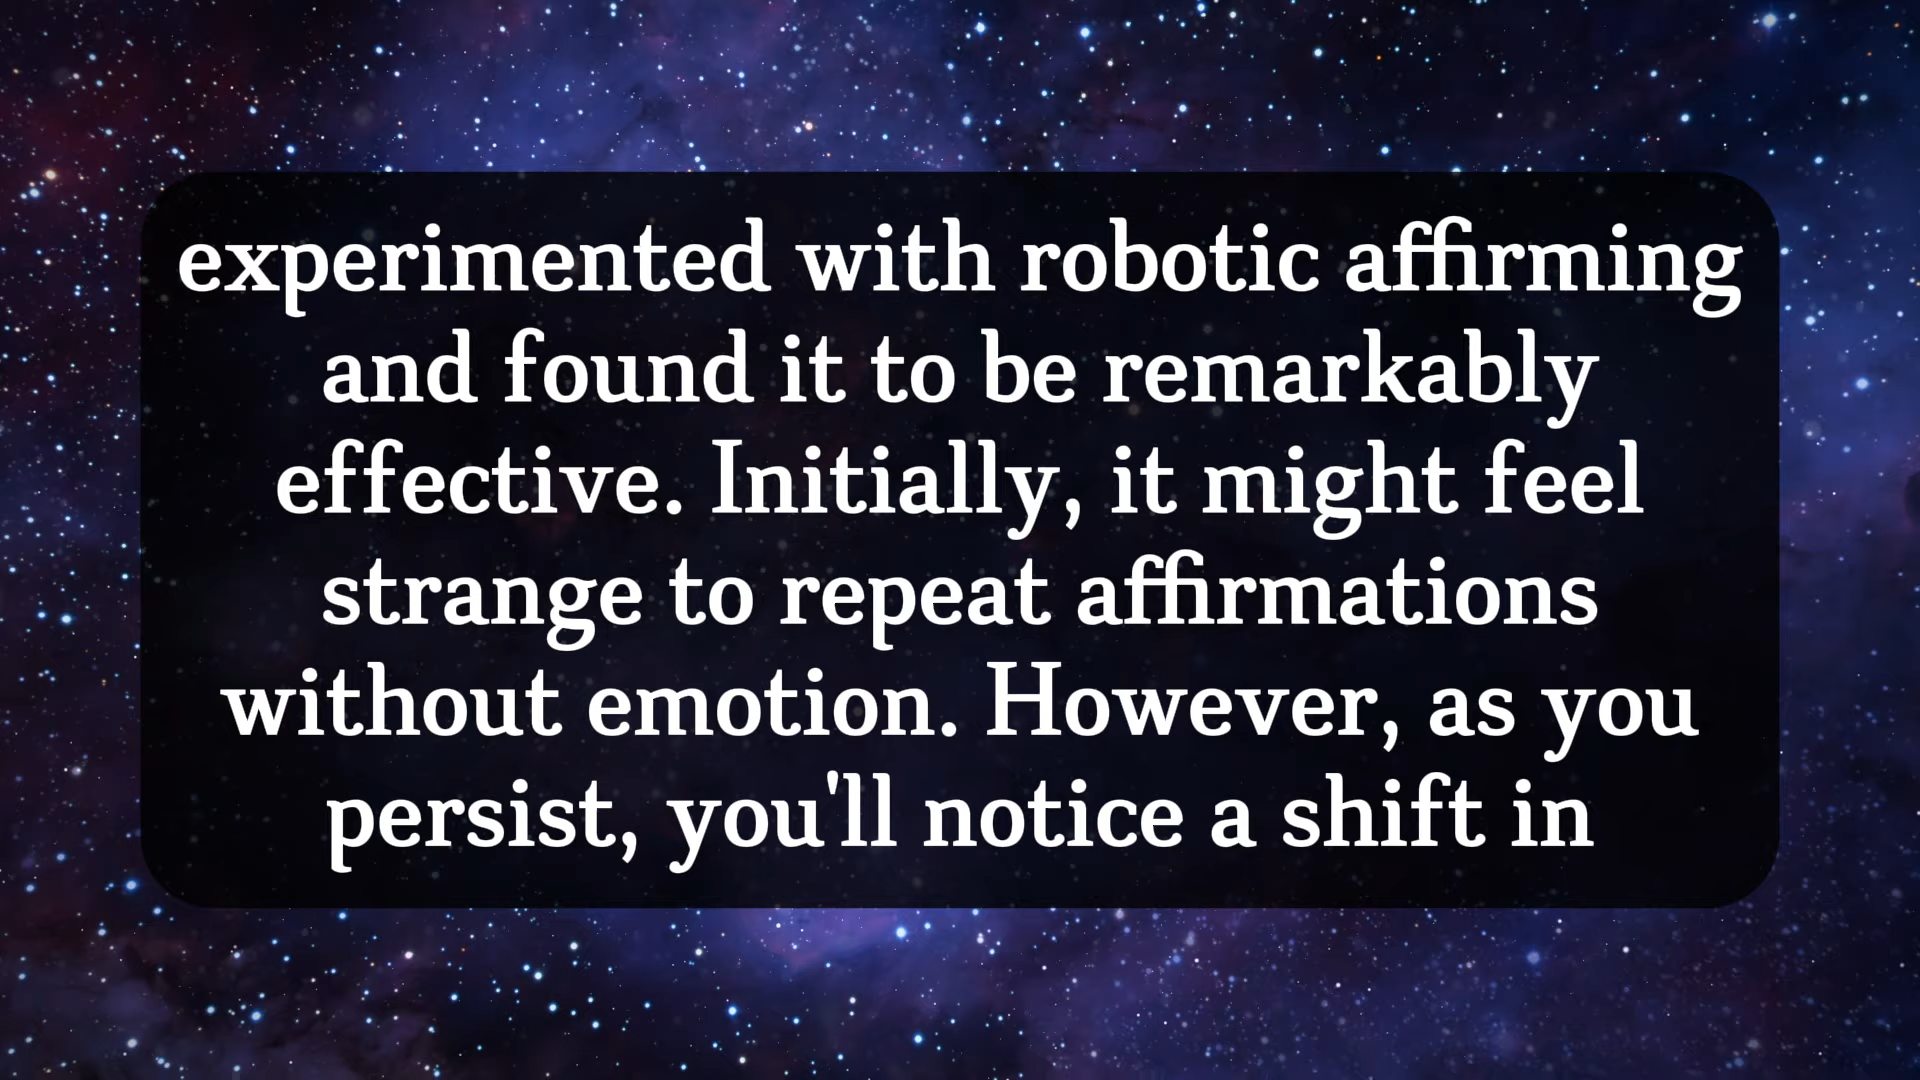 experimented with robotic affirming
and found it to be remarkably
effective. Initially, it might feel
strange to repeat affirmations
without emotion. However, as you
persist, you'll notice a shift in